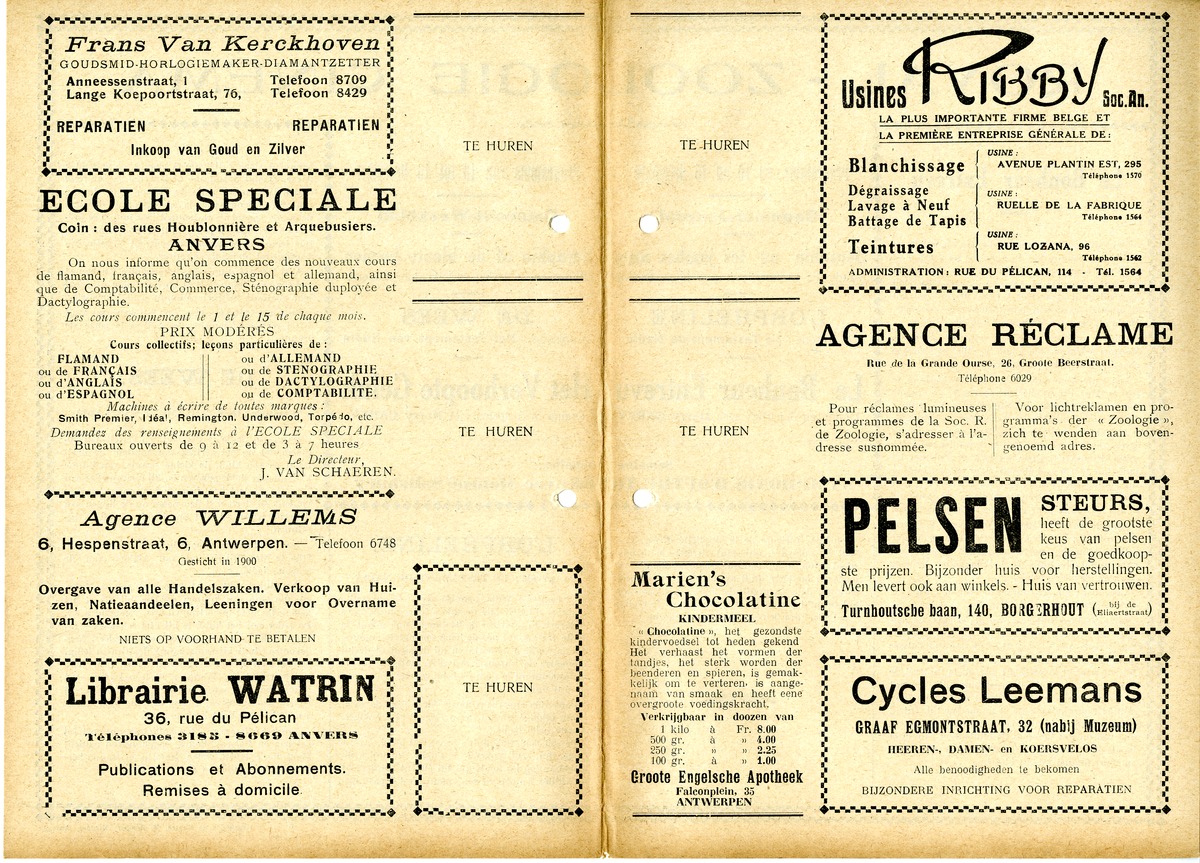 Frans Van Kerckhoven
GOUDSMID-HORLOGIEMAKER-DIAMANTZETTER
Anneessenstraat, 1 Telefoon 8709
Lange Koepoortstraat, 76, Telefoon 8429
REPARATIEN REPARATIEN
Inkoop van Goud en Zilver
ECOLE SPECIALE
Coin : des rues Houblonnière et Arquebusiers.
ANVERS
On nous informe qu'on commence des nouveaux cours
de flamand, français, anglais, espagnol et allemand, ainsi
que de Comptabilité, Commerce, Sténographie duployée et
Dactylographie.
Les cours commencent le 1 et le 15 de chaque mois.
PRIX MODÉRÉS
Cours collectifs; leçons particulières de :
FLAMAND ou d'ALLEMAND
ou de FRANÇAIS ou de STENOGRAPHIE
ou d'ANGLAIS ou de DACTYLOGRAPHIE
ou d'ESPAGNOL ou de COMPTABILITE.
Machines à écrire de toutes marques :
Smith Premier, Idéal, Remington, Underwood, Torpédo, etc.
Demandez des renseignements à l'ECOLE SPECIALE
Bureaux ouverts de 9 à 12 et de 3 à 7 heures
Le Directeur,
J. VAN SCHAEREN.
Agence WILLEMS
6, Hespenstraat, 6, Antwerpen. — Telefoon 6748
Gesticht in 1900
Overgave van alle Handelszaken. Verkoop van Hui-
zen, Natieaandeelen, Leeningen voor Overname
van zaken.
NIETS OP VOORHAND TE BETALEN
Librairie WATRIN
36, rue du Pélican
Téléphones 3185 - 8669 ANVERS
Publications et Abonnements.
Remises à domicile
TE HUREN
TE HUREN
TE HUREN
TE HUREN
TE HUREN
Marien's
Chocolatine
KINDERMEEL
« Chocolatine », het gezondste
kindervoedsel tot heden gekend
Het verhaast het vormen der
tandjes, het sterk worden der
beenderen en spieren, is gemak-
kelijk om te verteren, is aange-
naam van smaak en heeft eene
overgroote voedingskracht.
Verkrijgbaar in doozen van
1 kilo à Fr. 8.00
500 gr. à » 4.00
250 gr. » » 2.25
100 gr. à » 1.00
Groote Engelsche Apotheek
Falconplein, 35
ANTWERPEN
Usines RIBBY Soc. An.
LA PLUS IMPORTANTE FIRME BELGE ET
LA PREMIÈRE ENTREPRISE GÉNÉRALE DE :
Blanchissage
USINE :
AVENUE PLANTIN EST, 295
Téléphone 1570
Dégraissage
Lavage à Neuf
Battage de Tapis
USINE :
RUELLE DE LA FABRIQUE
Téléphone 1564
Teintures
USINE :
RUE LOZANA, 96
Téléphone 1562
ADMINISTRATION : RUE DU PÉLICAN, 114 - Tél. 1564
AGENCE RÉCLAME
Rue de la Grande Ourse, 26, Groote Beerstraat.
Téléphone 6029
Pour réclames lumineuses
et programmes de la Soc. R.
de Zoologie, s'adresser à l'a-
dresse susnommée.
Voor lichtreklamen en pro-
gramma's der « Zoologie »,
zich te wenden aan boven-
genoemd adres.
PELSEN STEURS,
heeft de grootste
keus van pelsen
en de goedkoop-
ste prijzen. Bijzonder huis voor herstellingen.
Men levert ook aan winkels. - Huis van vertrouwen.
Turnhoutsche baan, 140, BORGERHOUT (bij de Eliaertstraat)
Cycles Leemans
GRAAF EGMONTSTRAAT, 32 (nabij Muzeum)
HEEREN-, DAMEN- en KOERSVELOS
Alle benoodigheden te bekomen
BIJZONDERE INRICHTING VOOR REPARATIEN